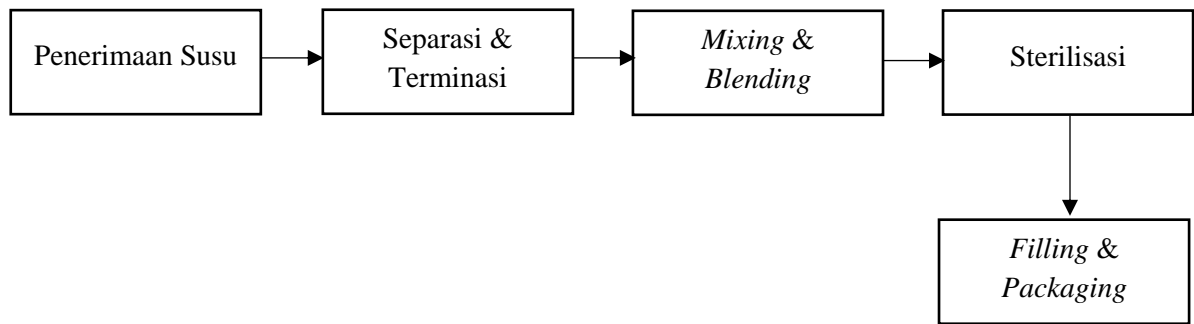 Penerimaan Susu
Separasi &
Terminasi
Mixing &
Blending
Sterilisasi
Filling &
Packaging